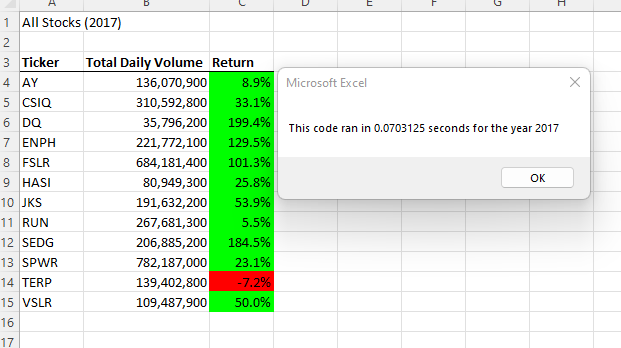 A B C D E F G H
1 All Stocks (2017)
2
3 Ticker Total Daily Volume Return
4 AY 136,070,900 8.9%
5 CSIQ 310,592,800 33.1%
6 DQ 35,796,200 199.4%
7 ENPH 221,772,100 129.5%
8 FSLR 684,181,400 101.3%
9 HASI 80,949,300 25.8%
10 JKS 191,632,200 53.9%
11 RUN 267,681,300 5.5%
12 SEDG 206,885,200 184.5%
13 SPWR 782,187,000 23.1%
14 TERP 139,402,800 -7.2%
15 VSLR 109,487,900 50.0%
16
17
Microsoft Excel
This code ran in 0.0703125 seconds for the year 2017
OK